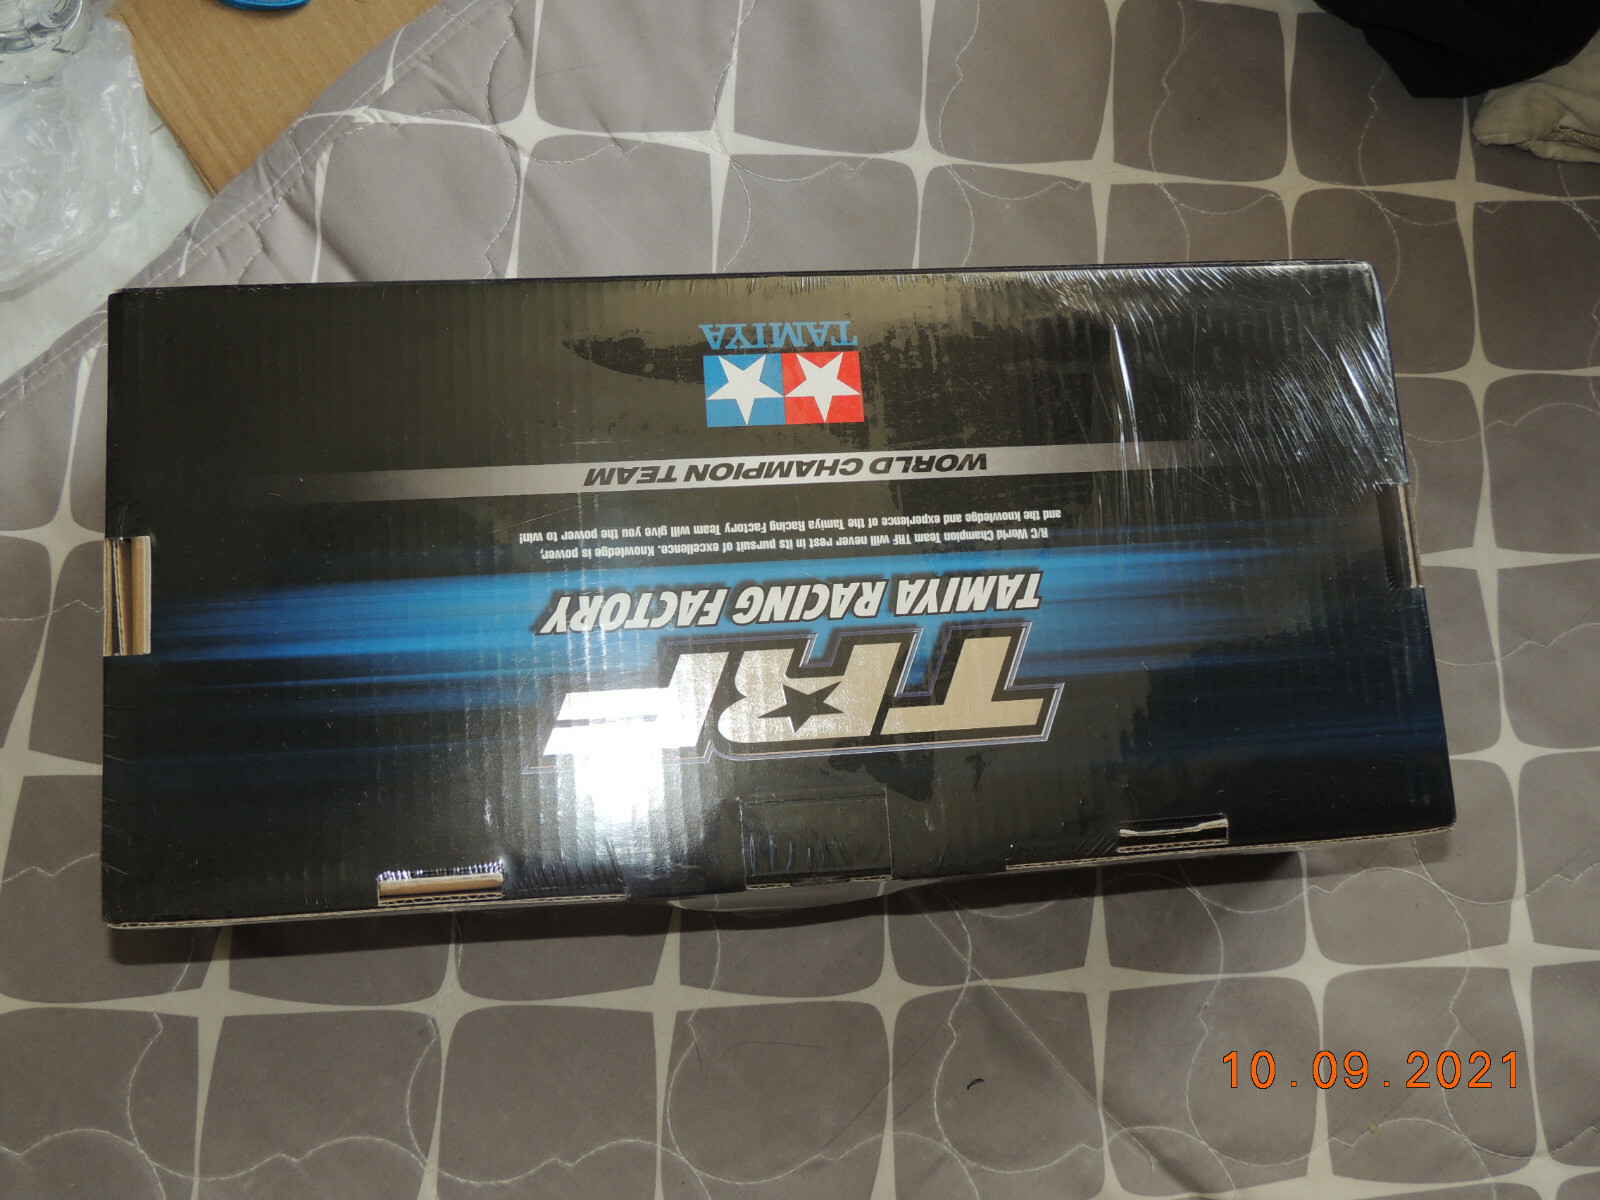 TRF
TAMIYA RACING FACTORY
R/C World Champion Team TRF will never rest in its pursuit of excellence. Knowledge is power,
and the knowledge and experience of the Tamiya Racing Factory Team will give you the power to win!
WORLD CHAMPION TEAM
TAMIYA
10.09.2021